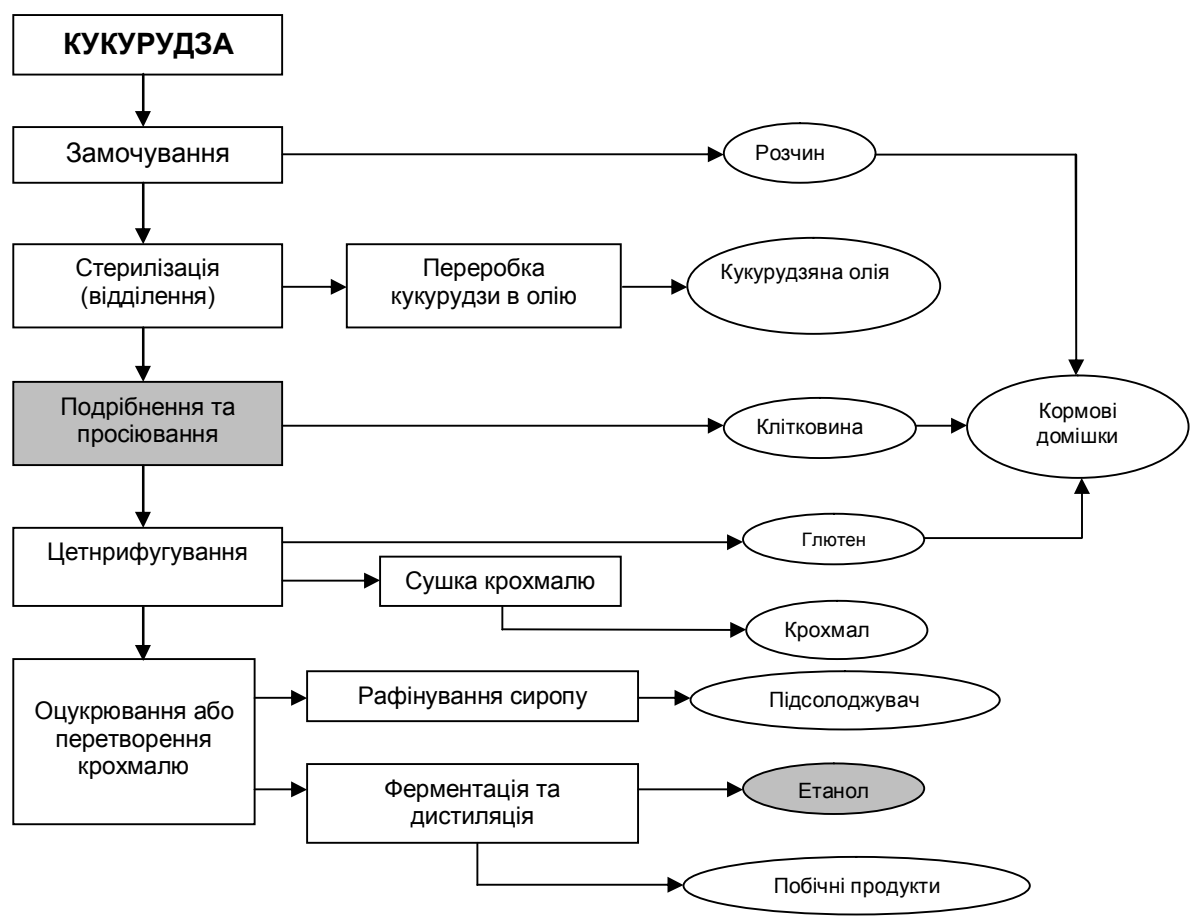 КУКУРУДЗА
Замочування
Розчин
Стерилізація
(відділення)
Переробка
кукурудзи в олію
Кукурудзяна олія
Подрібнення та
просіювання
Клітковина
Кормові
домішки
Цетнрифугування
Глютен
Сушка крохмалю
Крохмал
Оцукрювання або
перетворення
крохмалю
Рафінування сиропу
Підсолоджувач
Ферментація та
дистиляція
Етанол
Побічні продукти